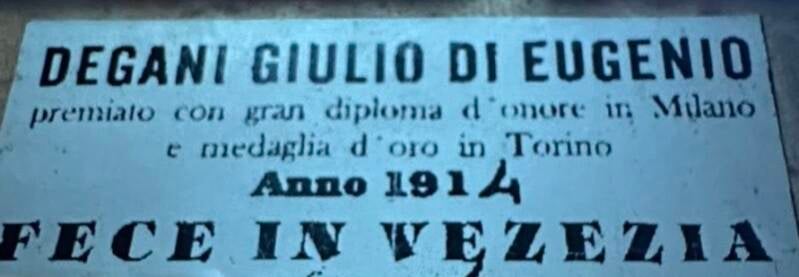 DEGANI GIULIO DI EUGENIO
premiato con gran diploma d'onore in Milano
e medaglia d'oro in Torino
Anno 1914
FECE IN VEZEZIA